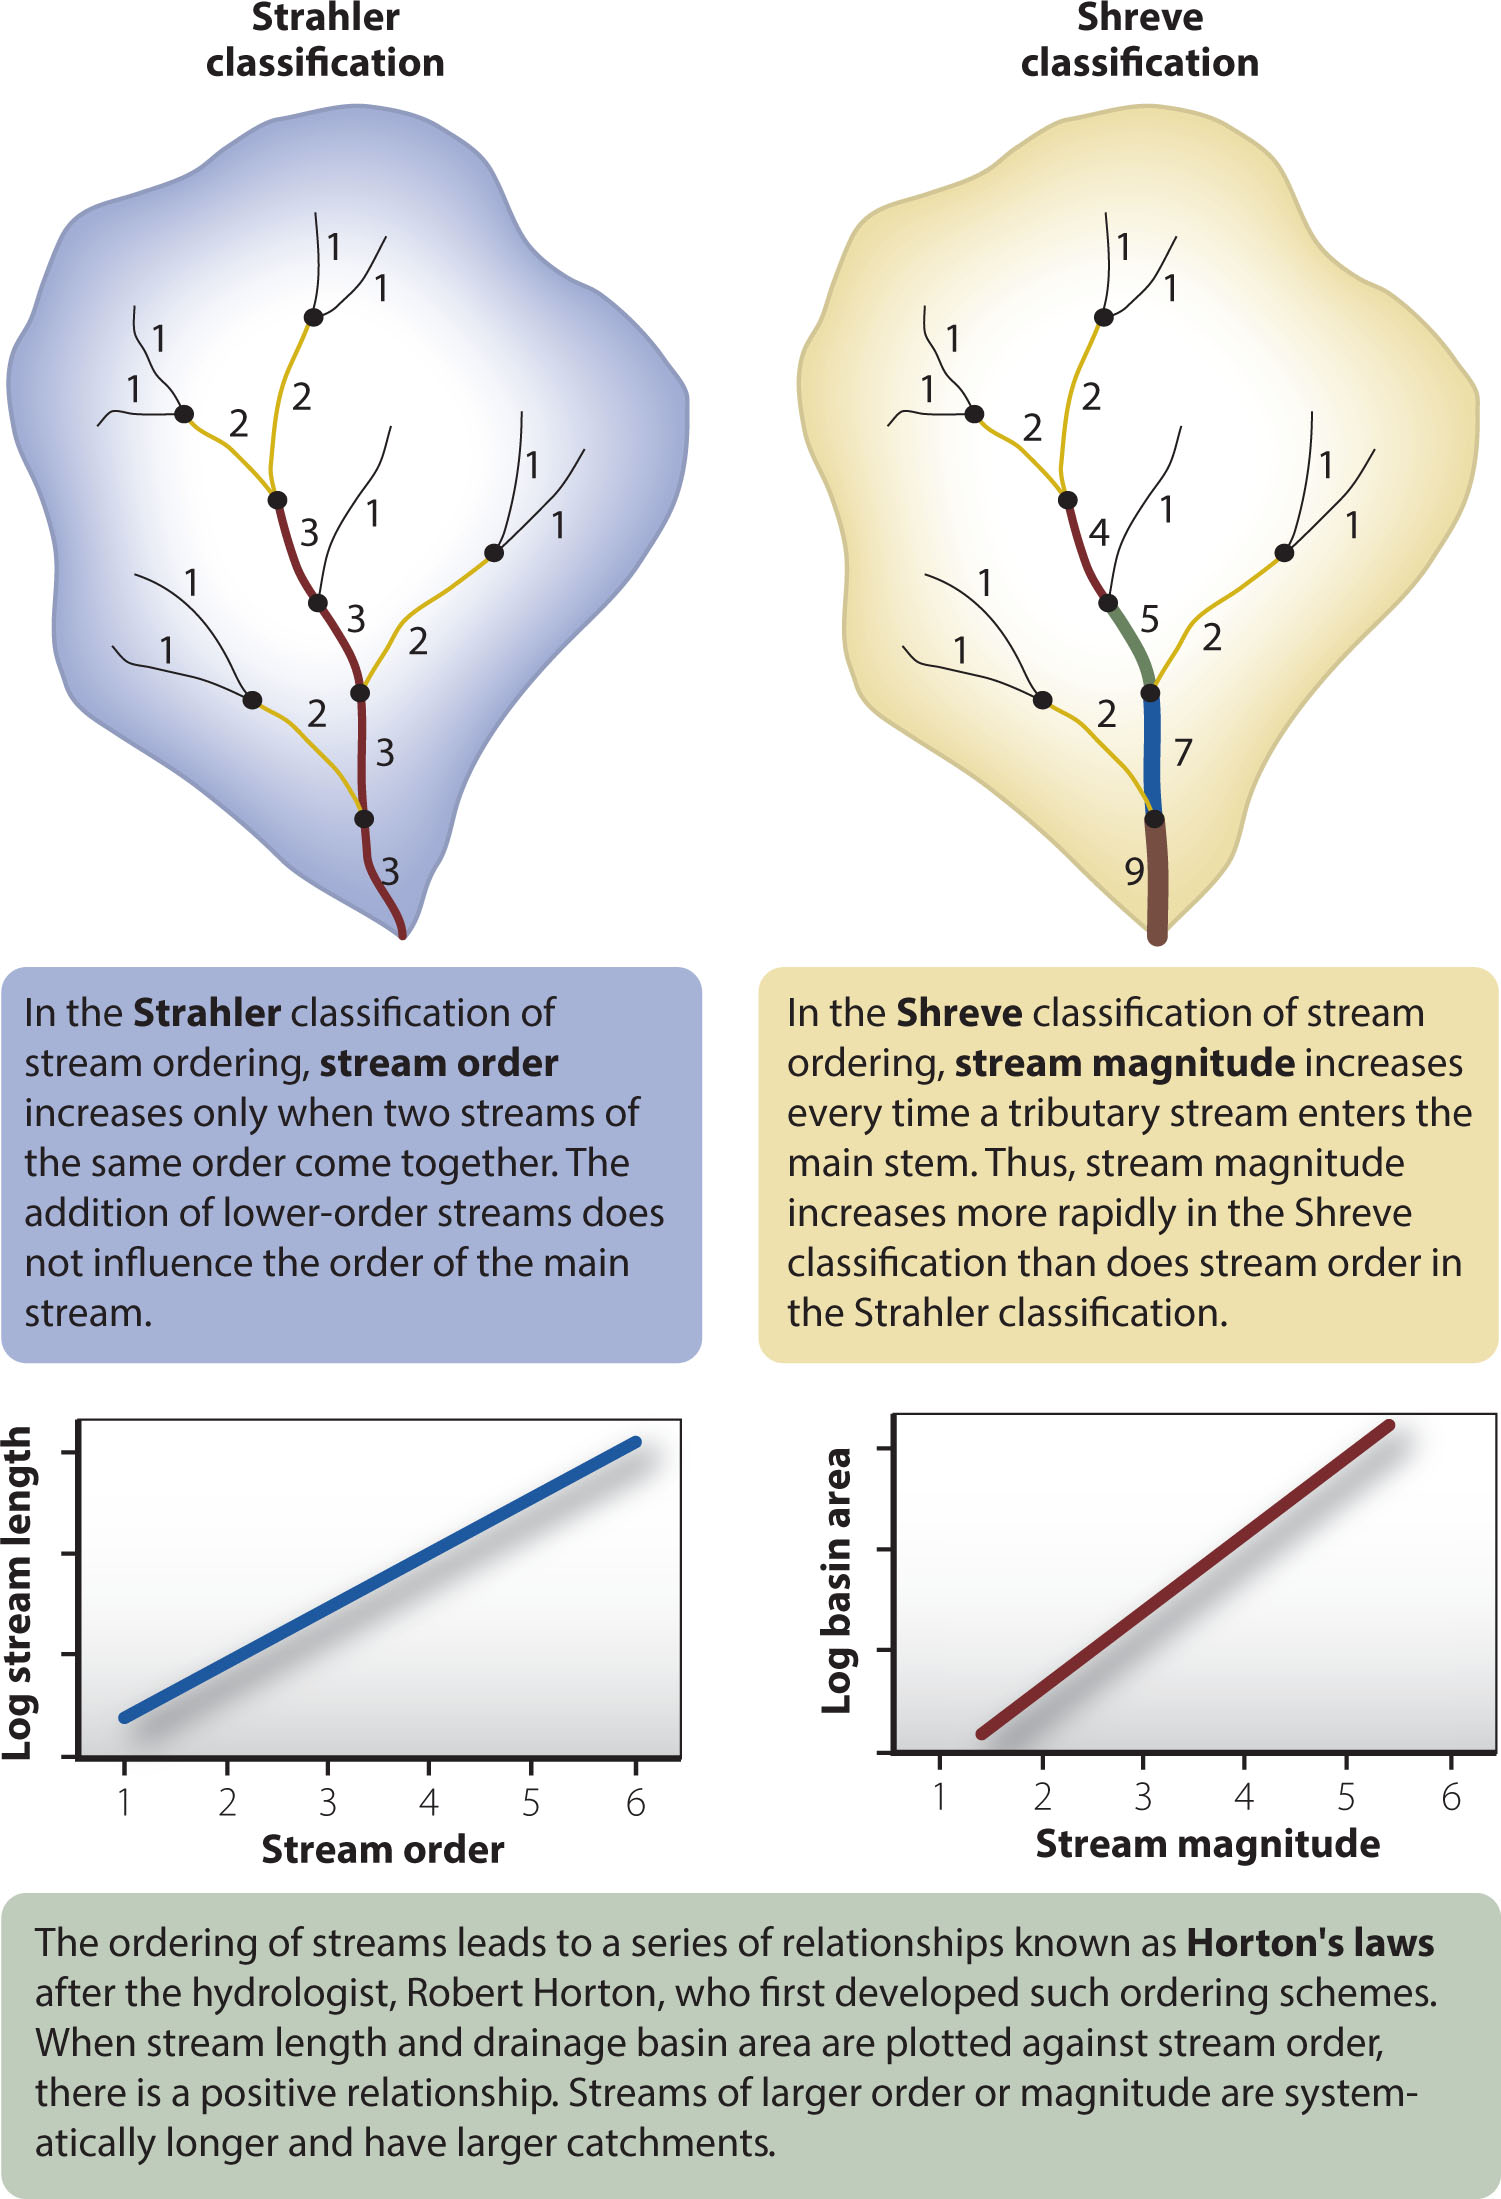 Strahler
classification
1
1
1
1
2
2
1
1
3
1
1
3
2
1
2
3
3
Shreve
classification
1
1
1
1
2
2
1
1
4
1
1
5
2
1
2
7
9
In the Strahler classification of
stream ordering, stream order
increases only when two streams of
the same order come together. The
addition of lower-order streams does
not influence the order of the main
stream.
In the Shreve classification of stream
ordering, stream magnitude increases
every time a tributary stream enters the
main stem. Thus, stream magnitude
increases more rapidly in the Shreve
classification than does stream order in
the Strahler classification.
Log stream length
1 2 3 4 5 6
Stream order
Log basin area
1 2 3 4 5 6
Stream magnitude
The ordering of streams leads to a series of relationships known as Horton's laws
after the hydrologist, Robert Horton, who first developed such ordering schemes.
When stream length and drainage basin area are plotted against stream order,
there is a positive relationship. Streams of larger order or magnitude are system-
atically longer and have larger catchments.